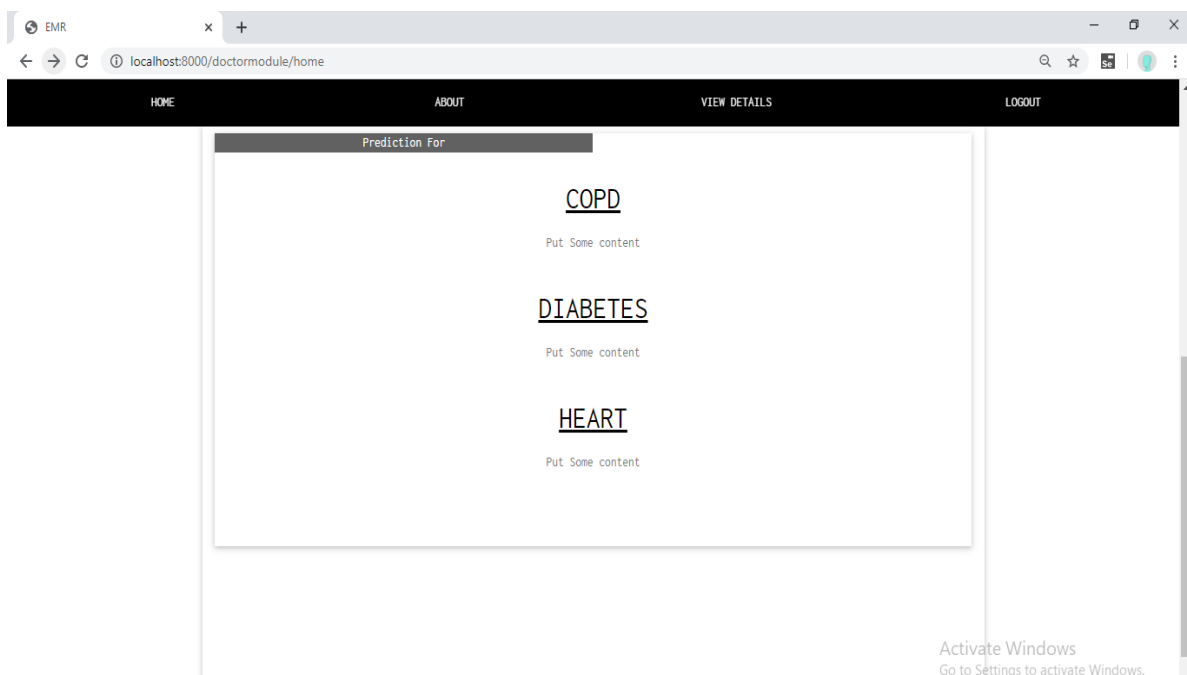 EMR
localhost:8000/doctormodule/home
Se
HOME ABOUT VIEW DETAILS LOGOUT
Prediction For
COPD
Put Some content
DIABETES
Put Some content
HEART
Put Some content
Activate Windows
Go to Settings to activate Windows.